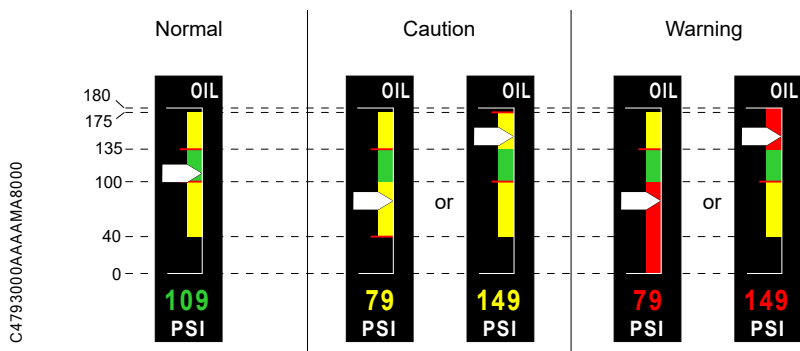 Normal
Caution
Warning
OIL
OIL
OIL
OIL
OIL
180
175
135
100
40
0
or
or
109
79
149
79
149
PSI
PSI
PSI
PSI
PSI
C4793000AAAAMA8000